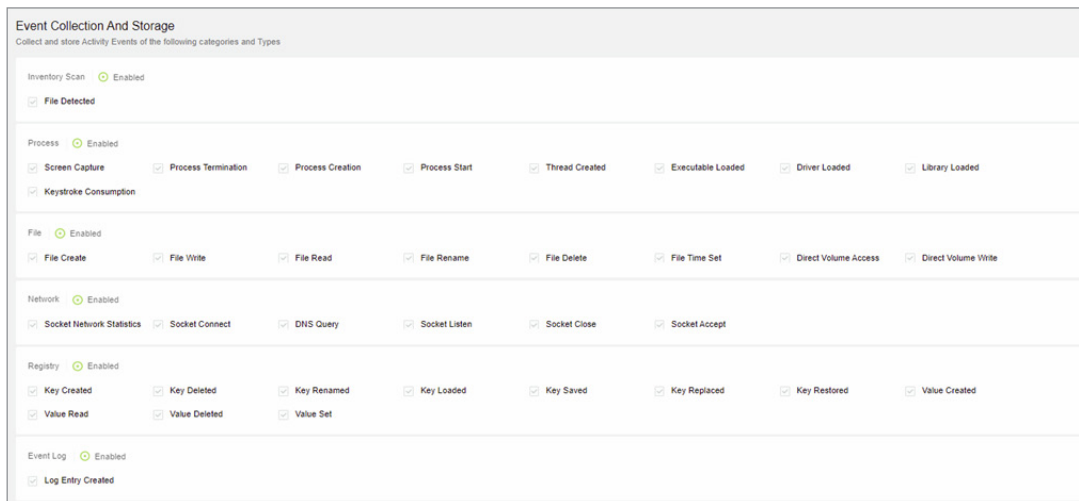 Event Collection And Storage
Collect and store Activity Events of the following categories and Types
Inventory Scan Enabled
File Detected
Process Enabled
Screen Capture Process Termination Process Creation Process Start Thread Created Executable Loaded Driver Loaded Library Loaded
Keystroke Consumption
File Enabled
File Create File Write File Read File Rename File Delete File Time Set Direct Volume Access Direct Volume Write
Network Enabled
Socket Network Statistics Socket Connect DNS Query Socket Listen Socket Close Socket Accept
Registry Enabled
Key Created Key Deleted Key Renamed Key Loaded Key Saved Key Replaced Key Restored Value Created
Value Read Value Deleted Value Set
Event Log Enabled
Log Entry Created